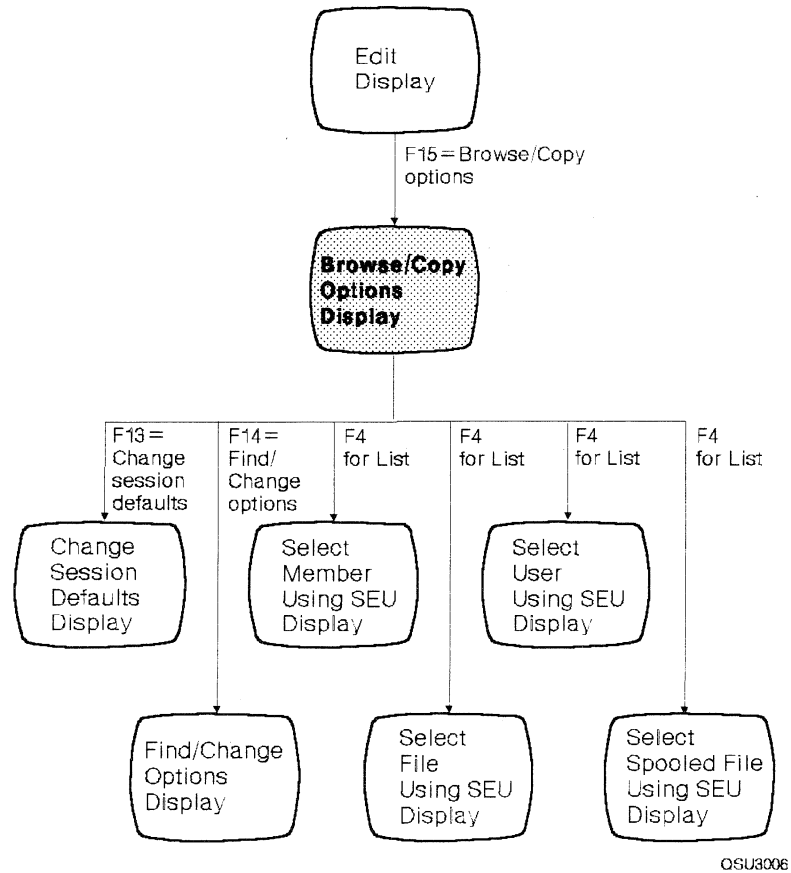 Edit
Display
F15=Browse/Copy
options
Browse/Copy
Options
Display
F13=
Change
session
defaults
F14=
Find/
Change
options
F4
for List
F4
for List
F4
for List
F4
for List
Change
Session
Defaults
Display
Select
Member
Using SEU
Display
Select
User
Using SEU
Display
Find/Change
Options
Display
Select
File
Using SEU
Display
Select
Spooled File
Using SEU
Display
QSU3006